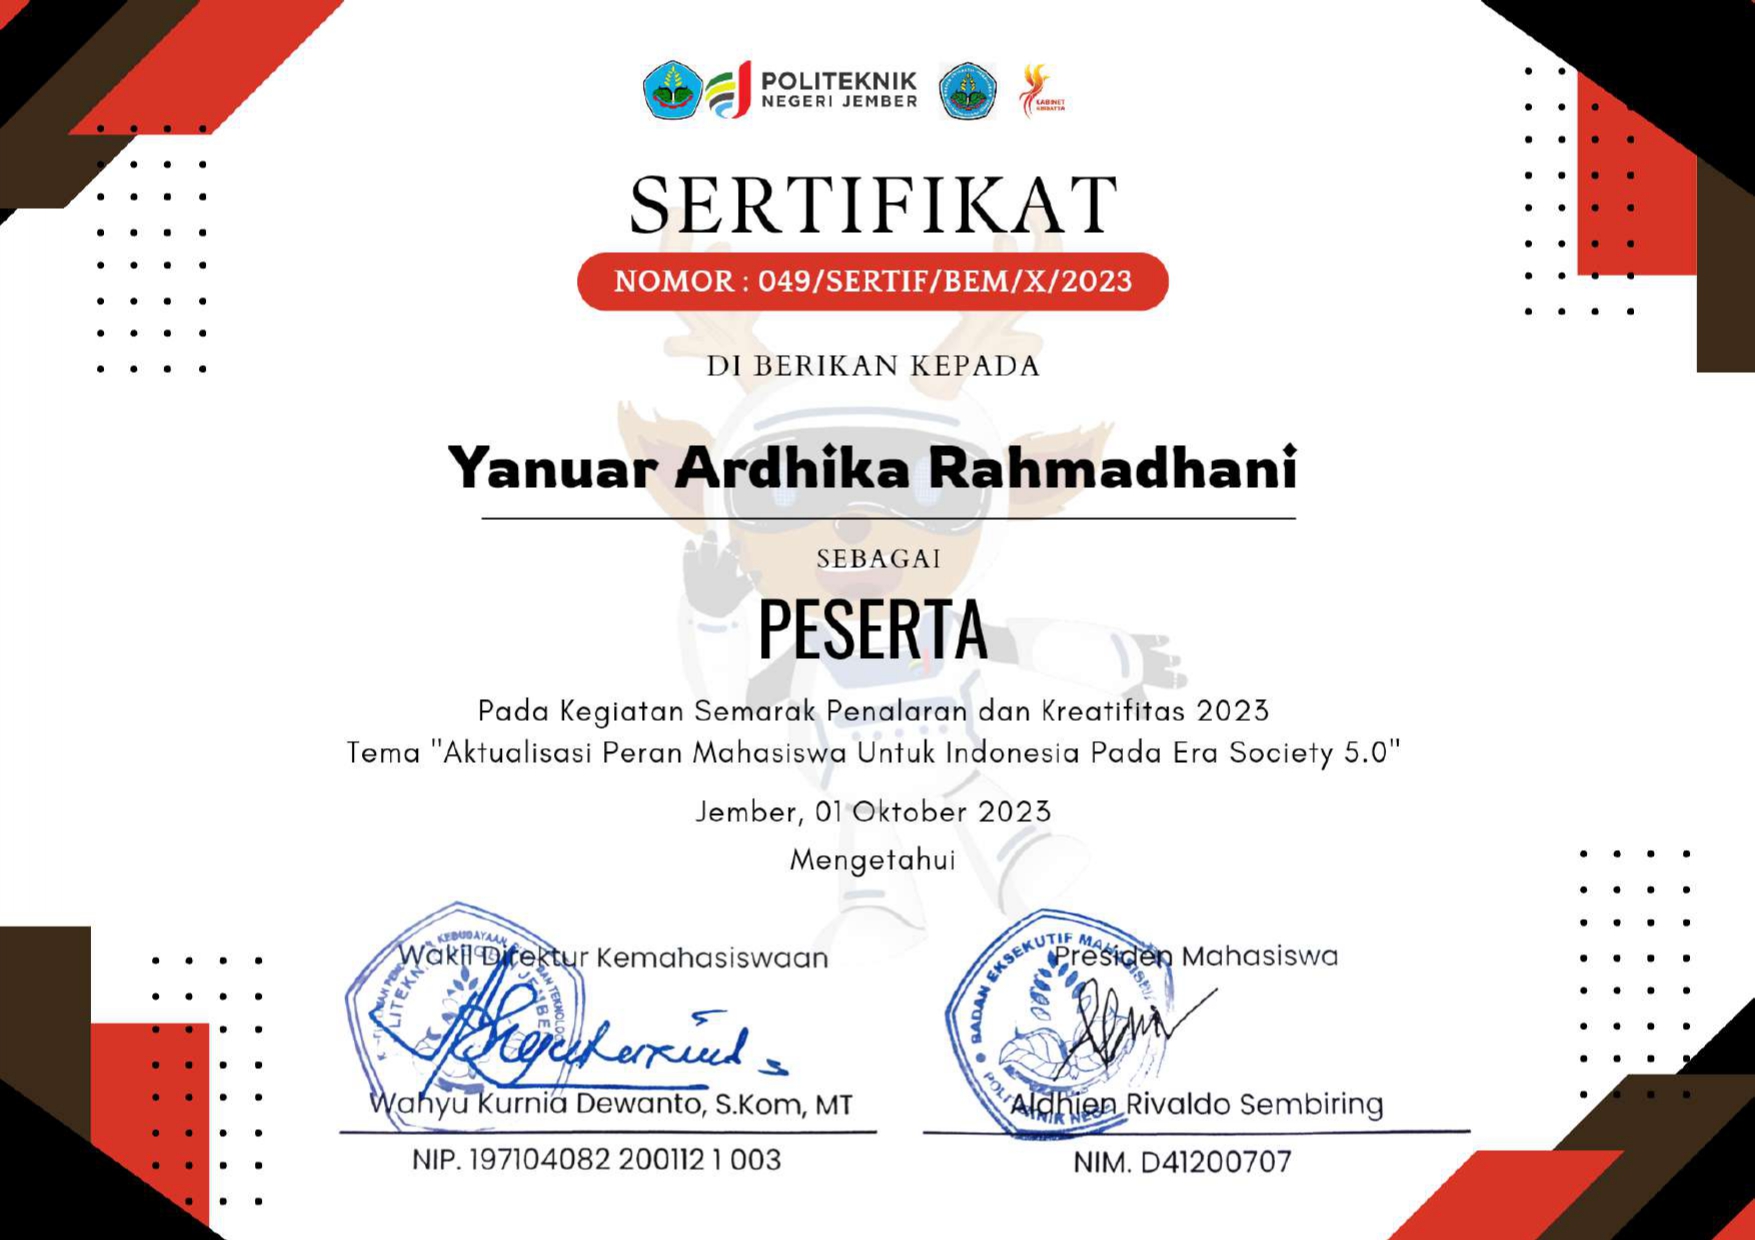 POLITEKNIK
NEGERI JEMBER
KABINET
SERTIFIKAT
NOMOR : 049/SERTIF/BEM/X/2023
DI BERIKAN KEPADA
Yanuar Ardhika Rahmadhani
SEBAGAI
PESERTA
Pada Kegiatan Semarak Penalaran dan Kreatifitas 2023
Tema "Aktualisasi Peran Mahasiswa Untuk Indonesia Pada Era Society 5.0"
Jember, 01 Oktober 2023
Mengetahui
Wakil Direktur Kemahasiswaan
KEBUDAYAAN
Wahyu Kurnia Dewanto, S.Kom, MT
NIP. 197104082 200112 1 003
Presiden Mahasiswa
BADAN EKSEKUTIF
Aldhien Rivaldo Sembiring
NIM. D41200707